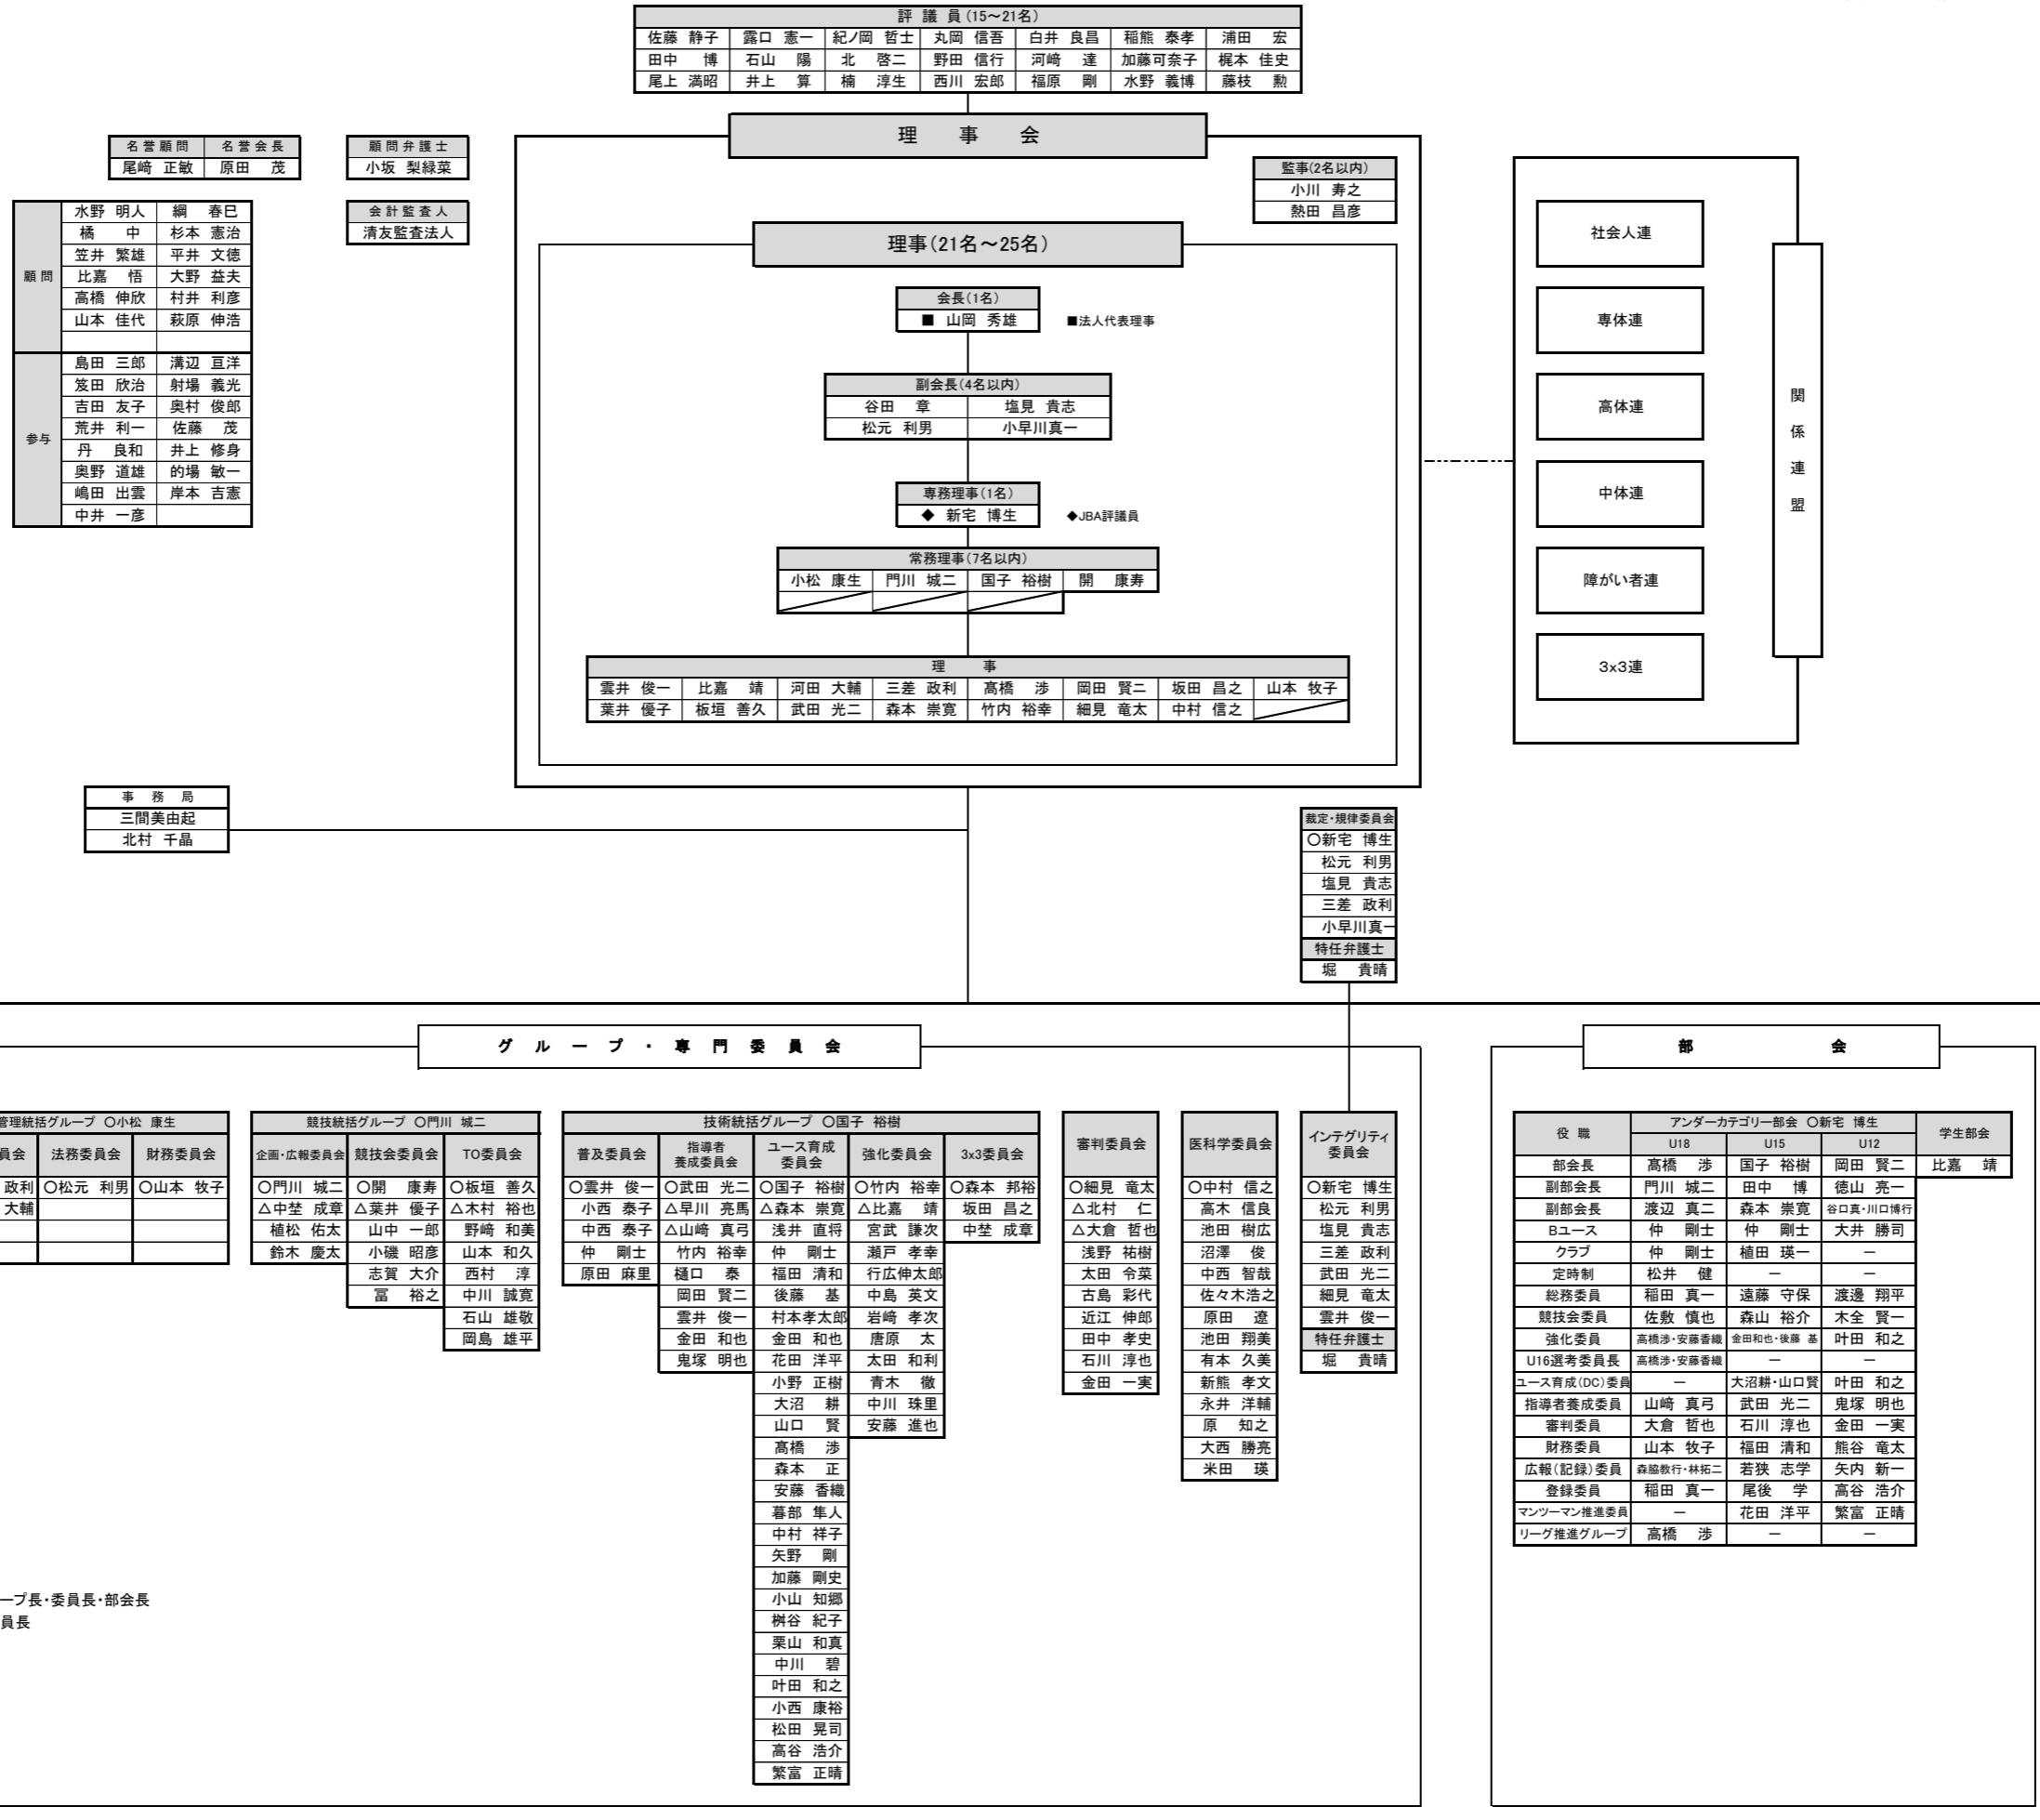 評 議 員 (15～21名)
佐藤 静子 露口 憲一 紀ノ岡 哲士 丸岡 信吾 白井 良昌 稲熊 泰孝 浦田 宏
田中 博 石山 陽 北 啓二 野田 信行 河﨑 達 加藤可奈子 梶本 佳史
尾上 満昭 井上 算 楠 淳生 西川 宏郎 福原 剛 水野 義博 藤枝 勲
理 事 会
名誉顧問 名誉会長
尾﨑 正敏 原田 茂
顧問弁護士
小坂 梨緑菜
会計監査人
清友監査法人
監事(2名以内)
小川 寿之
熱田 昌彦
顧問
水野 明人 綱 春巳
橘 中 杉本 憲治
笠井 繁雄 平井 文徳
比嘉 悟 大野 益夫
高橋 伸欣 村井 利彦
山本 佳代 萩原 伸浩
参与
島田 三郎 溝辺 亘洋
笈田 欣治 射場 義光
吉田 友子 奥村 俊郎
荒井 利一 佐藤 茂
丹 良和 井上 修身
奥野 道雄 的場 敏一
嶋田 出雲 岸本 吉憲
中井 一彦
理事(21名～25名)
会長(1名)
■ 山岡 秀雄 ■法人代表理事
副会長(4名以内)
谷田 章 塩見 貴志
松元 利男 小早川真一
専務理事(1名)
◆ 新宅 博生 ◆JBA評議員
常務理事(7名以内)
小松 康生 門川 城二 国子 裕樹 開 康寿
理 事
雲井 俊一 比嘉 靖 河田 大輔 三差 政利 髙橋 渉 岡田 賢二 坂田 昌之 山本 牧子
葉井 優子 板垣 善久 武田 光二 森本 崇寛 竹内 裕幸 細見 竜太 中村 信之
関係連盟
社会人連
専体連
高体連
中体連
障がい者連
3x3連
事 務 局
三間美由起
北村 千晶
裁定・規律委員会
〇新宅 博生
松元 利男
塩見 貴志
三差 政利
小早川真一
特任弁護士
堀 貴晴
グ ル ー プ ・ 専 門 委 員 会
管理統括グループ 〇小松 康生
員会 法務委員会 財務委員会
政利 〇松元 利男 〇山本 牧子
大輔
競技統括グループ 〇門川 城二
企画・広報委員会 競技会委員会 TO委員会
〇門川 城二 〇開 康寿 〇板垣 善久
△中埜 成章 △葉井 優子 △木村 裕也
植松 佑太 山中 一郎 野﨑 和美
鈴木 慶太 小磯 昭彦 山本 和久
志賀 大介 西村 淳
冨 裕之 中川 誠寛
石山 雄敬
岡島 雄平
技術統括グループ 〇国子 裕樹
普及委員会 指導者養成委員会 ユース育成委員会 強化委員会 3x3委員会
〇雲井 俊一 〇武田 光二 〇国子 裕樹 〇竹内 裕幸 〇森本 邦裕
小西 泰子 △早川 亮馬 △森本 崇寛 △比嘉 靖 坂田 昌之
中西 泰子 △山﨑 真弓 浅井 直将 宮武 謙次 中埜 成章
仲 剛士 竹内 裕幸 仲 剛士 瀬戸 孝幸
原田 麻里 樋口 泰 福田 清和 行広伸太郎
岡田 賢二 後藤 基 中島 英文
雲井 俊一 村本孝太郎 岩﨑 孝次
金田 和也 金田 和也 唐原 太
鬼塚 明也 花田 洋平 太田 和利
小野 正樹 青木 徹
大沼 耕 中川 珠里
山口 賢 安藤 進也
髙橋 渉
森本 正
安藤 香織
暮部 隼人
中村 祥子
矢野 剛
加藤 剛史
小山 知郷
桝谷 紀子
栗山 和真
中川 碧
叶田 和之
小西 康裕
松田 晃司
高谷 浩介
繁富 正晴
審判委員会
〇細見 竜太
△北村 仁
△大倉 哲也
浅野 祐樹
太田 令菜
古島 彩代
近江 伸郎
田中 孝史
石川 淳也
金田 一実
医科学委員会
〇中村 信之
高木 信良
池田 樹広
沼澤 俊
中西 智哉
佐々木浩之
原田 遼
池田 翔美
有本 久美
新熊 孝文
永井 洋輔
原 知之
大西 勝亮
米田 瑛
インテグリティ委員会
〇新宅 博生
松元 利男
塩見 貴志
三差 政利
武田 光二
細見 竜太
雲井 俊一
特任弁護士
堀 貴晴
部 会
役 職 アンダーカテゴリー部会 〇新宅 博生 学生部会
U18 U15 U12
部会長 髙橋 渉 国子 裕樹 岡田 賢二 比嘉 靖
副部会長 門川 城二 田中 博 徳山 亮一
副部会長 渡辺 真二 森本 崇寛 谷口真・川口博行
Bユース 仲 剛士 仲 剛士 大井 勝司
クラブ 仲 剛士 植田 瑛一 －
定時制 松井 健 － －
総務委員 稲田 真一 遠藤 守保 渡邊 翔平
競技会委員 佐敷 慎也 森山 裕介 木全 賢一
強化委員 高橋渉・安藤香織 金田和也・後藤 基 叶田 和之
U16選考委員長 高橋渉・安藤香織 － －
ユース育成(DC)委員 － 大沼耕・山口賢 叶田 和之
指導者養成委員 山﨑 真弓 武田 光二 鬼塚 明也
審判委員 大倉 哲也 石川 淳也 金田 一実
財務委員 山本 牧子 福田 清和 熊谷 竜太
広報(記録)委員 森脇教行・林拓二 若狭 志学 矢内 新一
登録委員 稲田 真一 尾後 学 高谷 浩介
マンツーマン推進委員 － 花田 洋平 繁富 正晴
リーグ推進グループ 高橋 渉 － －
ープ長・委員長・部会長
員長